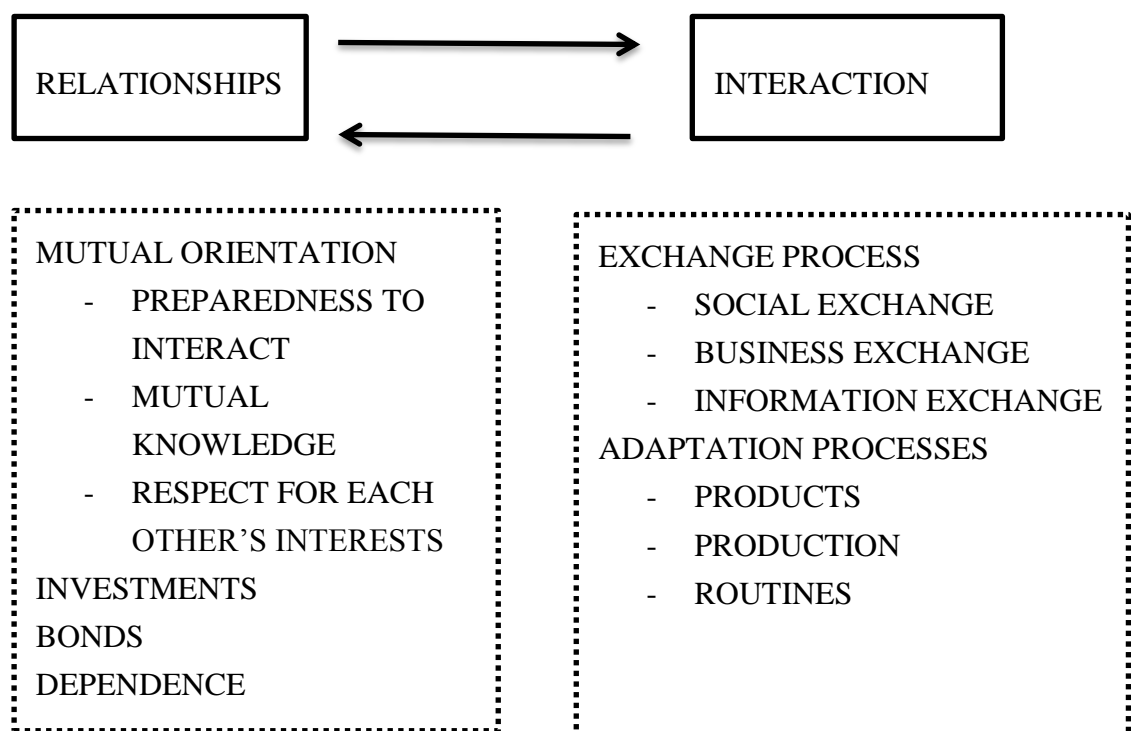 RELATIONSHIPS
INTERACTION
MUTUAL ORIENTATION
- PREPAREDNESS TO
INTERACT
- MUTUAL
KNOWLEDGE
- RESPECT FOR EACH
OTHER’S INTERESTS
INVESTMENTS
BONDS
DEPENDENCE
EXCHANGE PROCESS
- SOCIAL EXCHANGE
- BUSINESS EXCHANGE
- INFORMATION EXCHANGE
ADAPTATION PROCESSES
- PRODUCTS
- PRODUCTION
- ROUTINES